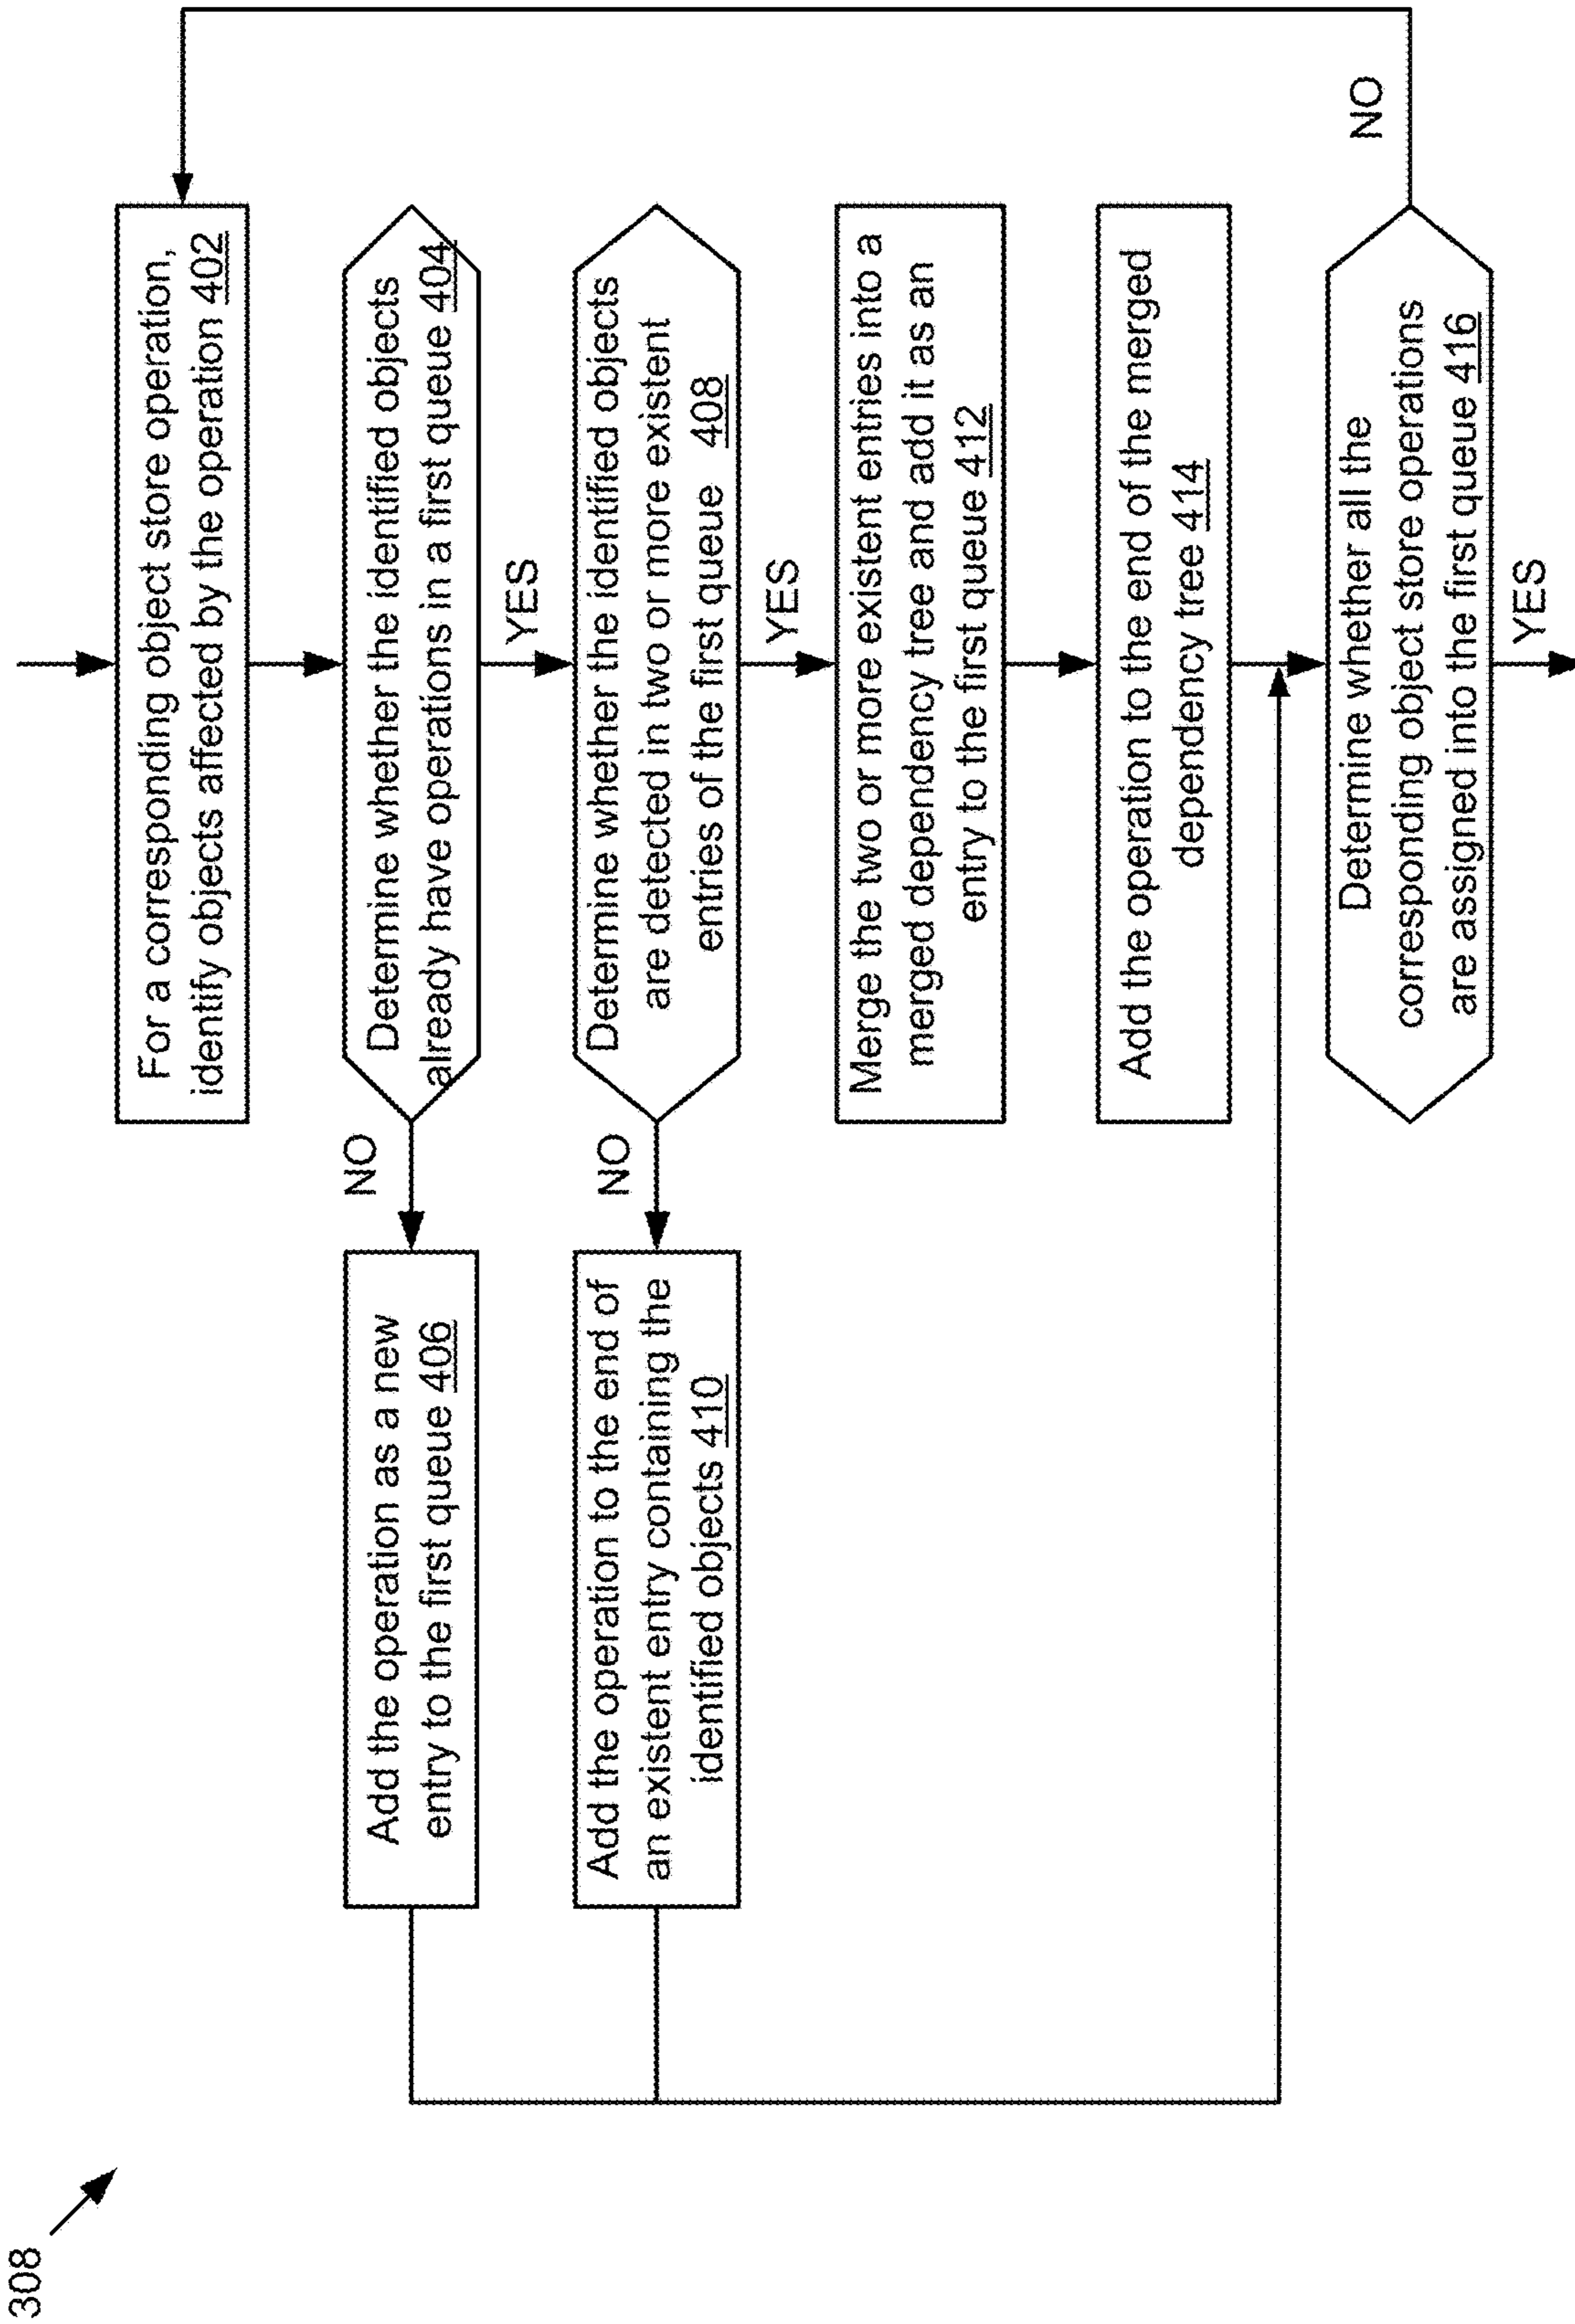 308
For a corresponding object store operation,
identify objects affected by the operation 402
Determine whether the identified objects
already have operations in a first queue 404
NO
Add the operation as a new
entry to the first queue 406
YES
Determine whether the identified objects
are detected in two or more existent
entries of the first queue 408
NO
Add the operation to the end of
an existent entry containing the
identified objects 410
YES
Merge the two or more existent entries into a
merged dependency tree and add it as an
entry to the first queue 412
Add the operation to the end of the merged
dependency tree 414
Determine whether all the
corresponding object store operations
are assigned into the first queue 416
NO
YES